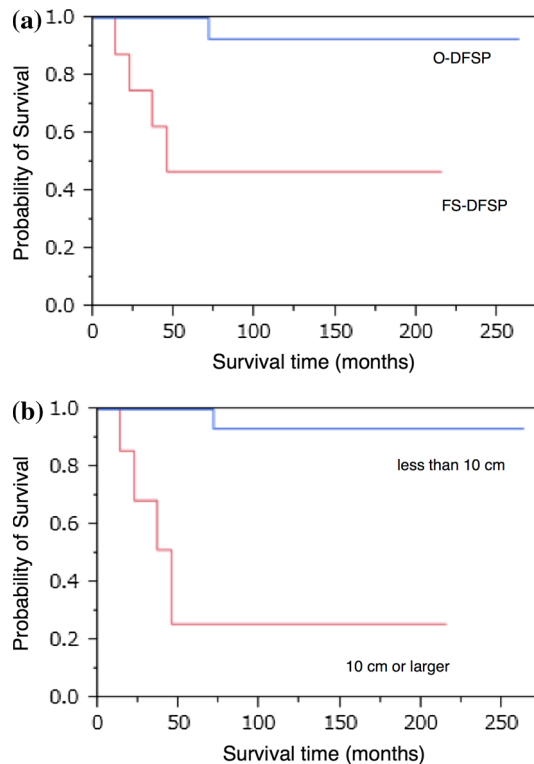 (a)
1.0
0.8
0.6
0.4
0.2
0.0
Probability of Survival
O-DFSP
FS-DFSP
0 50 100 150 200 250
Survival time (months)
(b)
1.0
0.8
0.6
0.4
0.2
0.0
Probability of Survival
less than 10 cm
10 cm or larger
0 50 100 150 200 250
Survival time (months)